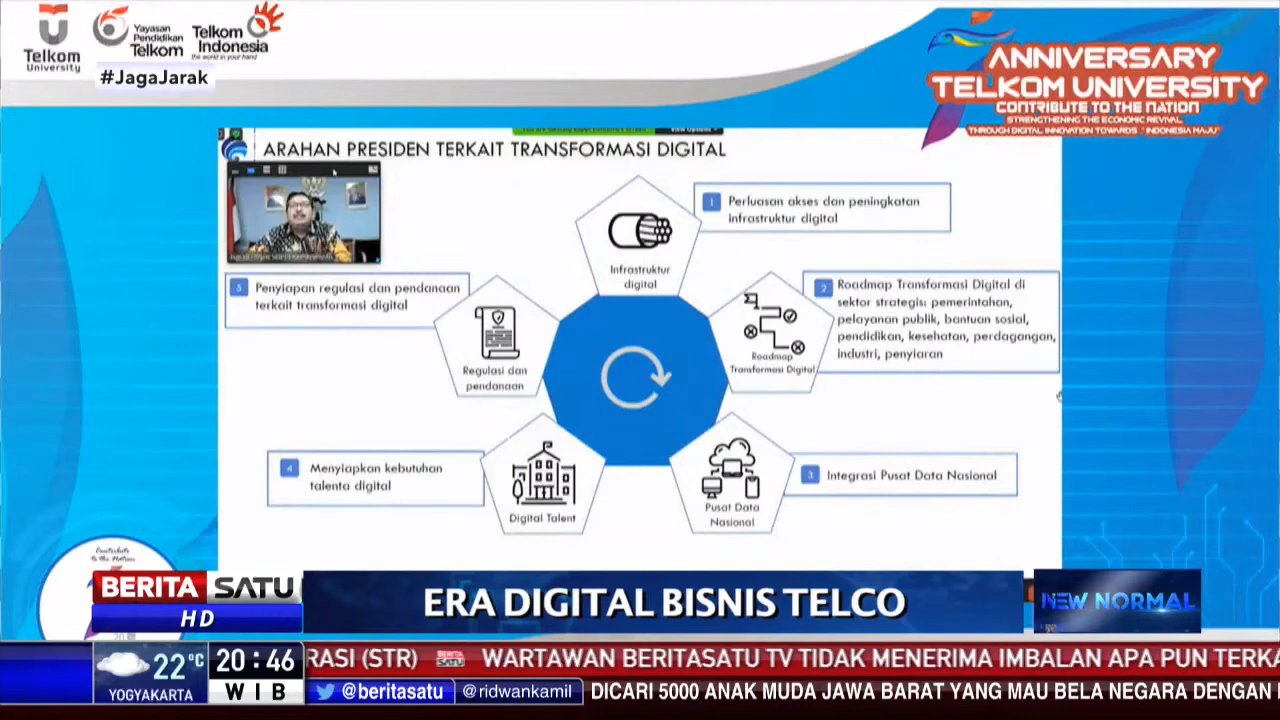 Telkom
University
Yayasan
Pendidikan
Telkom
Telkom
Indonesia
the world in your hand
#JagaJarak
ANNIVERSARY
TELKOM UNIVERSITY
CONTRIBUTE TO THE NATION
STRENGTHENING THE ECONOMIC REVIVAL
THROUGH DIGITAL INNOVATION TOWARDS "INDONESIA MAJU"
ARAHAN PRESIDEN TERKAIT TRANSFORMASI DIGITAL
Infrastruktur
digital
1 Perluasan akses dan peningkatan
infrastruktur digital
Roadmap
Transformasi Digital
2 Roadmap Transformasi Digital di
sektor strategis: pemerintahan,
pelayanan publik, bantuan sosial,
pendidikan, kesehatan, perdagangan,
industri, penyiaran
Pusat Data
Nasional
3 Integrasi Pusat Data Nasional
Digital Talent
4 Menyiapkan kebutuhan
talenta digital
Regulasi dan
pendanaan
5 Penyiapan regulasi dan pendanaan
terkait transformasi digital
Contribute
to the Nation
BERITA SATU
HD
ERA DIGITAL BISNIS TELCO
NEW NORMAL
22°C
YOGYAKARTA
20:46
WIB
RASI (STR) BERITA SATU WARTAWAN BERITASATU TV TIDAK MENERIMA IMBALAN APA PUN TERKA
@beritasatu @ridwankamil DICARI 5000 ANAK MUDA JAWA BARAT YANG MAU BELA NEGARA DENGAN